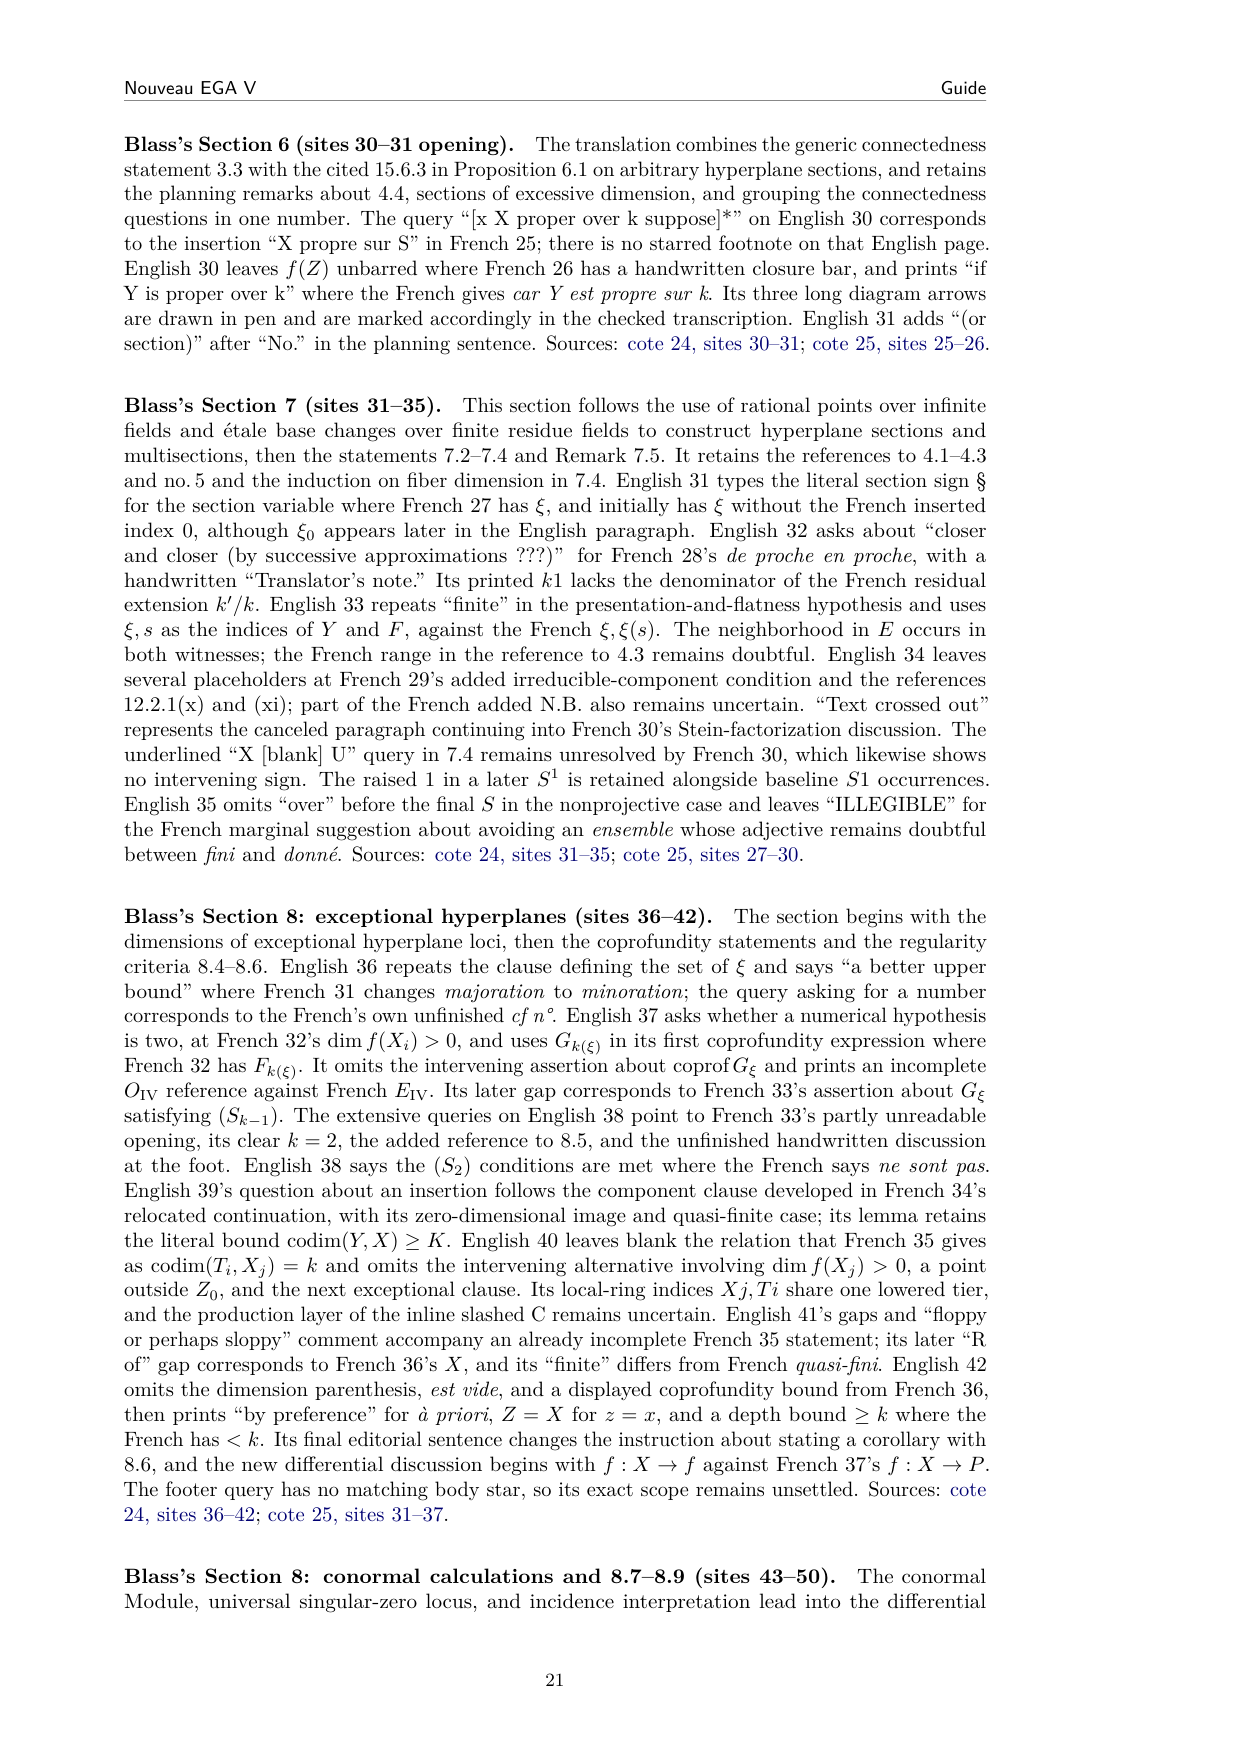 Nouveau EGA V
Guide
Blass's Section 6 (sites 30–31 opening). The translation combines the generic connectedness
statement 3.3 with the cited 15.6.3 in Proposition 6.1 on arbitrary hyperplane sections, and retains
the planning remarks about 4.4, sections of excessive dimension, and grouping the connectedness
questions in one number. The query “[x X proper over k suppose]*” on English 30 corresponds
to the insertion “X propre sur S” in French 25; there is no starred footnote on that English page.
English 30 leaves f(Z) unbarred where French 26 has a handwritten closure bar, and prints “if
Y is proper over k” where the French gives car Y est propre sur k. Its three long diagram arrows
are drawn in pen and are marked accordingly in the checked transcription. English 31 adds “(or
section)” after “No.” in the planning sentence. Sources: cote 24, sites 30–31; cote 25, sites 25–26.
Blass's Section 7 (sites 31–35). This section follows the use of rational points over infinite
fields and étale base changes over finite residue fields to construct hyperplane sections and
multisections, then the statements 7.2–7.4 and Remark 7.5. It retains the references to 4.1–4.3
and no. 5 and the induction on fiber dimension in 7.4. English 31 types the literal section sign §
for the section variable where French 27 has ξ, and initially has ξ without the French inserted
index 0, although ξ₀ appears later in the English paragraph. English 32 asks about “closer
and closer (by successive approximations ???)” for French 28's de proche en proche, with a
handwritten “Translator's note.” Its printed k1 lacks the denominator of the French residual
extension k′/k. English 33 repeats “finite” in the presentation-and-flatness hypothesis and uses
ξ, s as the indices of Y and F, against the French ξ, ξ(s). The neighborhood in E occurs in
both witnesses; the French range in the reference to 4.3 remains doubtful. English 34 leaves
several placeholders at French 29's added irreducible-component condition and the references
12.2.1(x) and (xi); part of the French added N.B. also remains uncertain. “Text crossed out”
represents the canceled paragraph continuing into French 30's Stein-factorization discussion. The
underlined “X [blank] U” query in 7.4 remains unresolved by French 30, which likewise shows
no intervening sign. The raised 1 in a later S¹ is retained alongside baseline S1 occurrences.
English 35 omits “over” before the final S in the nonprojective case and leaves “ILLEGIBLE” for
the French marginal suggestion about avoiding an ensemble whose adjective remains doubtful
between fini and donné. Sources: cote 24, sites 31–35; cote 25, sites 27–30.
Blass's Section 8: exceptional hyperplanes (sites 36–42). The section begins with the
dimensions of exceptional hyperplane loci, then the coprofundity statements and the regularity
criteria 8.4–8.6. English 36 repeats the clause defining the set of ξ and says “a better upper
bound” where French 31 changes majoration to minoration; the query asking for a number
corresponds to the French's own unfinished cf n°. English 37 asks whether a numerical hypothesis
is two, at French 32's dim f(X_i) > 0, and uses G_{k(ξ)} in its first coprofundity expression where
French 32 has F_{k(ξ)}. It omits the intervening assertion about coprof G_ξ and prints an incomplete
O_IV reference against French E_IV. Its later gap corresponds to French 33's assertion about G_ξ
satisfying (S_{k−1}). The extensive queries on English 38 point to French 33's partly unreadable
opening, its clear k = 2, the added reference to 8.5, and the unfinished handwritten discussion
at the foot. English 38 says the (S₂) conditions are met where the French says ne sont pas.
English 39's question about an insertion follows the component clause developed in French 34's
relocated continuation, with its zero-dimensional image and quasi-finite case; its lemma retains
the literal bound codim(Y, X) ≥ K. English 40 leaves blank the relation that French 35 gives
as codim(T_i, X_j) = k and omits the intervening alternative involving dim f(X_j) > 0, a point
outside Z₀, and the next exceptional clause. Its local-ring indices Xj, Ti share one lowered tier,
and the production layer of the inline slashed C remains uncertain. English 41's gaps and “floppy
or perhaps sloppy” comment accompany an already incomplete French 35 statement; its later “R
of” gap corresponds to French 36's X, and its “finite” differs from French quasi-fini. English 42
omits the dimension parenthesis, est vide, and a displayed coprofundity bound from French 36,
then prints “by preference” for à priori, Z = X for z = x, and a depth bound ≥ k where the
French has < k. Its final editorial sentence changes the instruction about stating a corollary with
8.6, and the new differential discussion begins with f : X → f against French 37's f : X → P.
The footer query has no matching body star, so its exact scope remains unsettled. Sources: cote
24, sites 36–42; cote 25, sites 31–37.
Blass's Section 8: conormal calculations and 8.7–8.9 (sites 43–50). The conormal
Module, universal singular-zero locus, and incidence interpretation lead into the differential
21